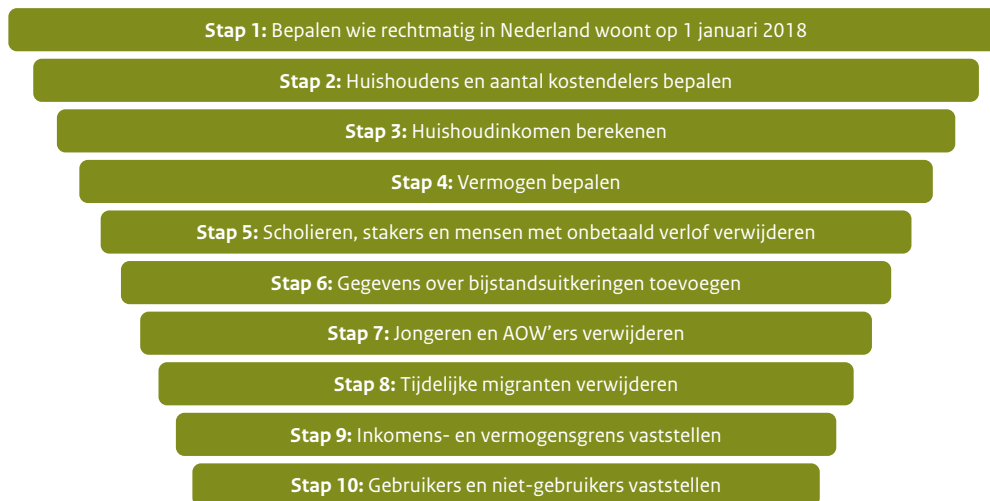 Stap 1: Bepalen wie rechtmatig in Nederland woont op 1 januari 2018
Stap 2: Huishoudens en aantal kostendelers bepalen
Stap 3: Huishoudinkomen berekenen
Stap 4: Vermogen bepalen
Stap 5: Scholieren, stakers en mensen met onbetaald verlof verwijderen
Stap 6: Gegevens over bijstandsuitkeringen toevoegen
Stap 7: Jongeren en AOW’ers verwijderen
Stap 8: Tijdelijke migranten verwijderen
Stap 9: Inkomens- en vermogensgrens vaststellen
Stap 10: Gebruikers en niet-gebruikers vaststellen